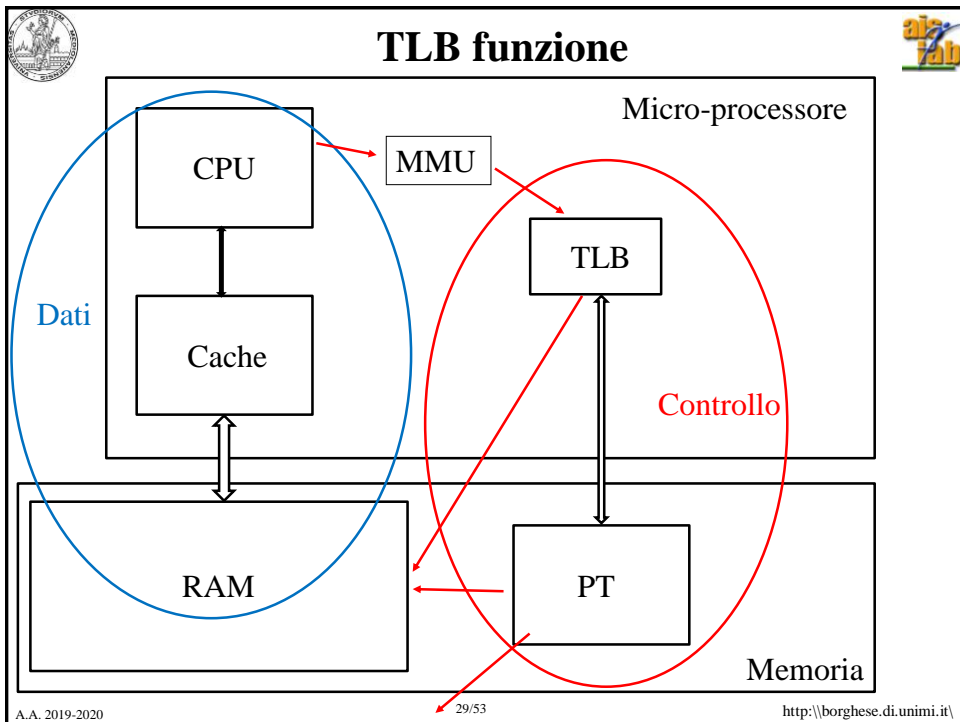 TLB funzione
Micro-processore
CPU
MMU
TLB
Dati
Cache
Controllo
RAM
PT
Memoria
A.A. 2019-2020
29/53
http:\\borghese.di.unimi.it\